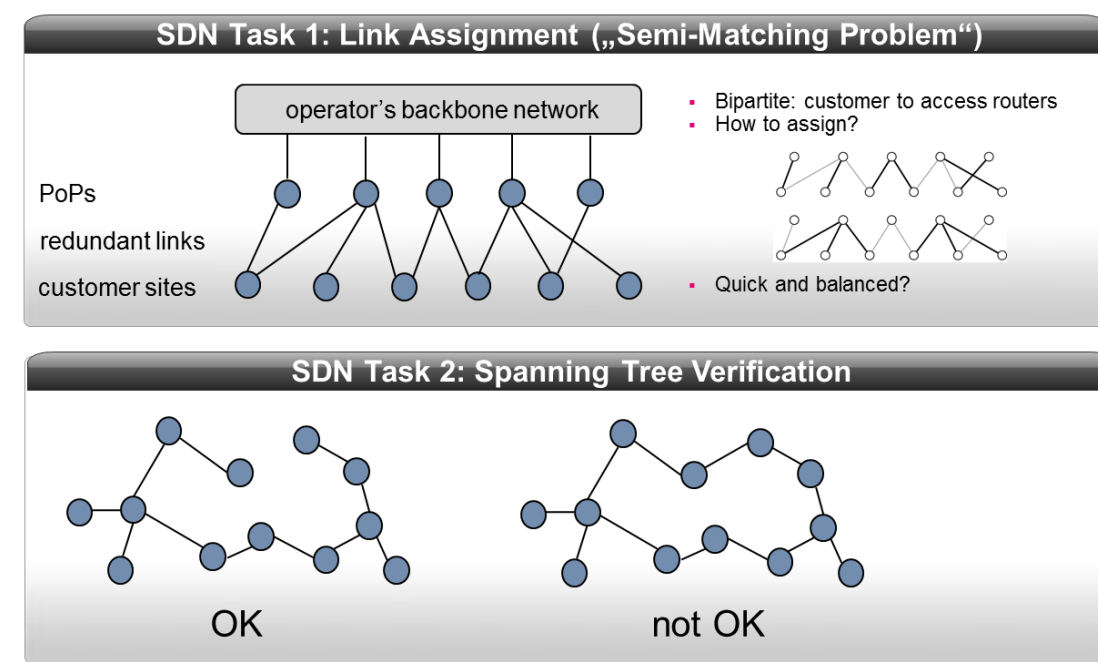 SDN Task 1: Link Assignment („Semi-Matching Problem“)
operator's backbone network
PoPs
redundant links
customer sites
▪ Bipartite: customer to access routers
▪ How to assign?
▪ Quick and balanced?
SDN Task 2: Spanning Tree Verification
OK
not OK